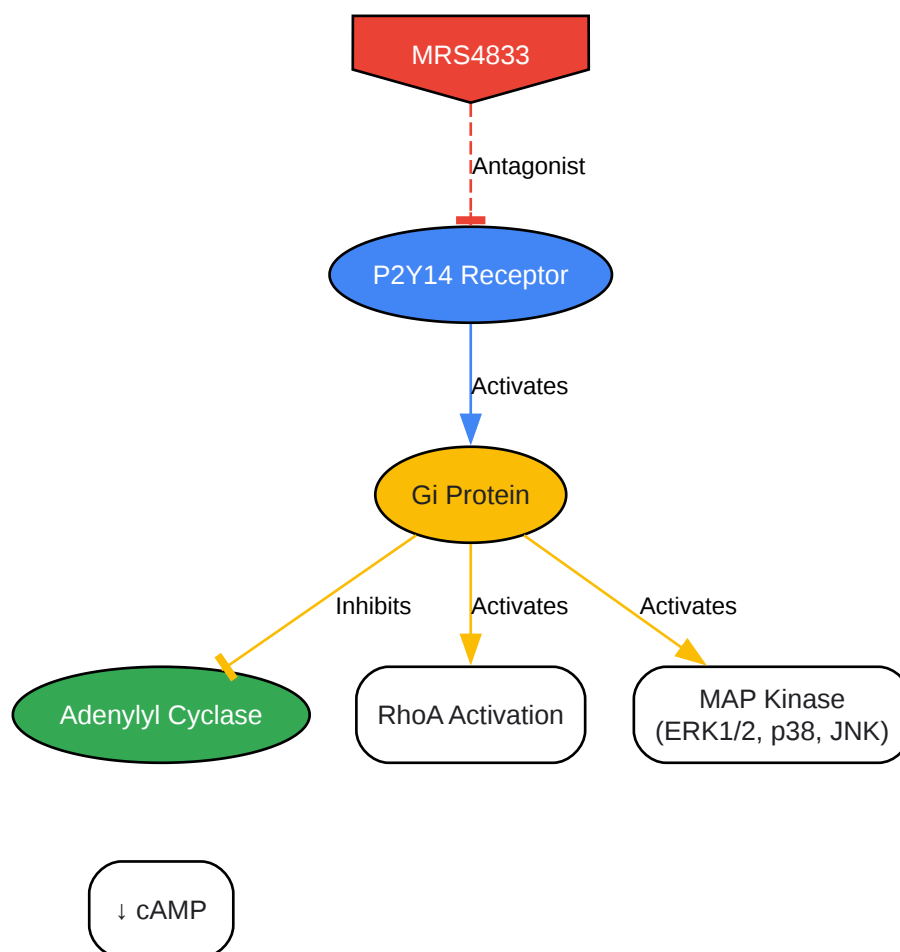 MRS4833
Antagonist
P2Y14 Receptor
Activates
Gi Protein
Inhibits
Activates
Activates
Adenylyl Cyclase
RhoA Activation
MAP Kinase
(ERK1/2, p38, JNK)
↓ cAMP